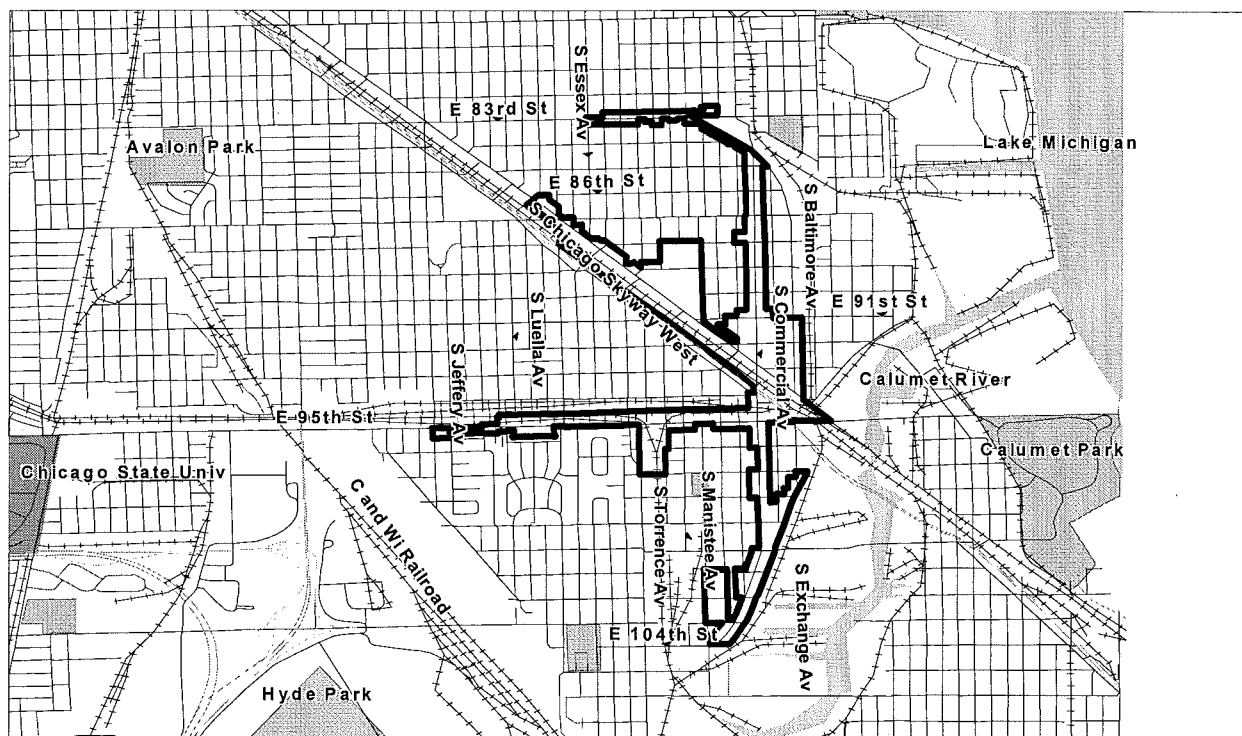 S Essex Av
E 83rd St
Lake Michigan
Avalon Park
E 86th St
S Baltimore Av
S Chicago Skyway West
E 91st St
S Commercial Av
S Luella Av
S Jeffery Av
Calumet River
E 95th St
Calumet Park
Chicago State Univ
C and Wi Railroad
S Torrence Av
S Manistee Av
S Exchange Av
E 104th St
Hyde Park